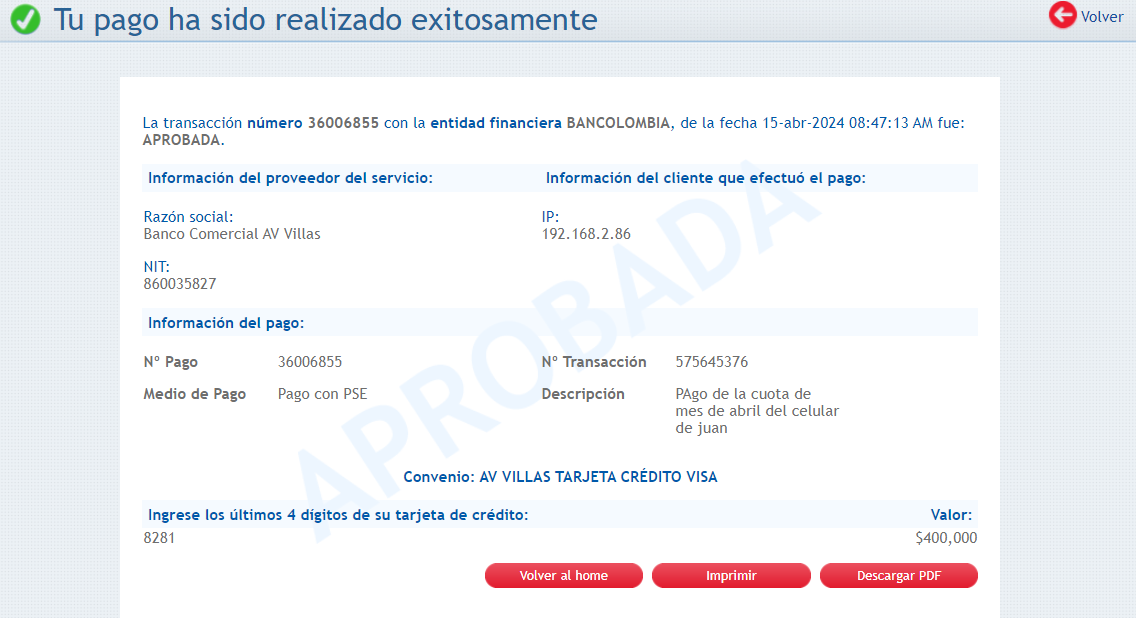 Tu pago ha sido realizado exitosamente
Volver
La transacción número 36006855 con la entidad financiera BANCOLOMBIA, de la fecha 15-abr-2024 08:47:13 AM fue:
APROBADA.
Información del proveedor del servicio:
Información del cliente que efectuó el pago:
Razón social:
Banco Comercial AV Villas
IP:
192.168.2.86
NIT:
860035827
Información del pago:
Nº Pago 36006855
Nº Transacción 575645376
Medio de Pago Pago con PSE
Descripción PAgo de la cuota de
mes de abril del celular
de juan
APROBADA
Convenio: AV VILLAS TARJETA CRÉDITO VISA
Ingrese los últimos 4 dígitos de su tarjeta de crédito: Valor:
8281 $400,000
Volver al home
Imprimir
Descargar PDF